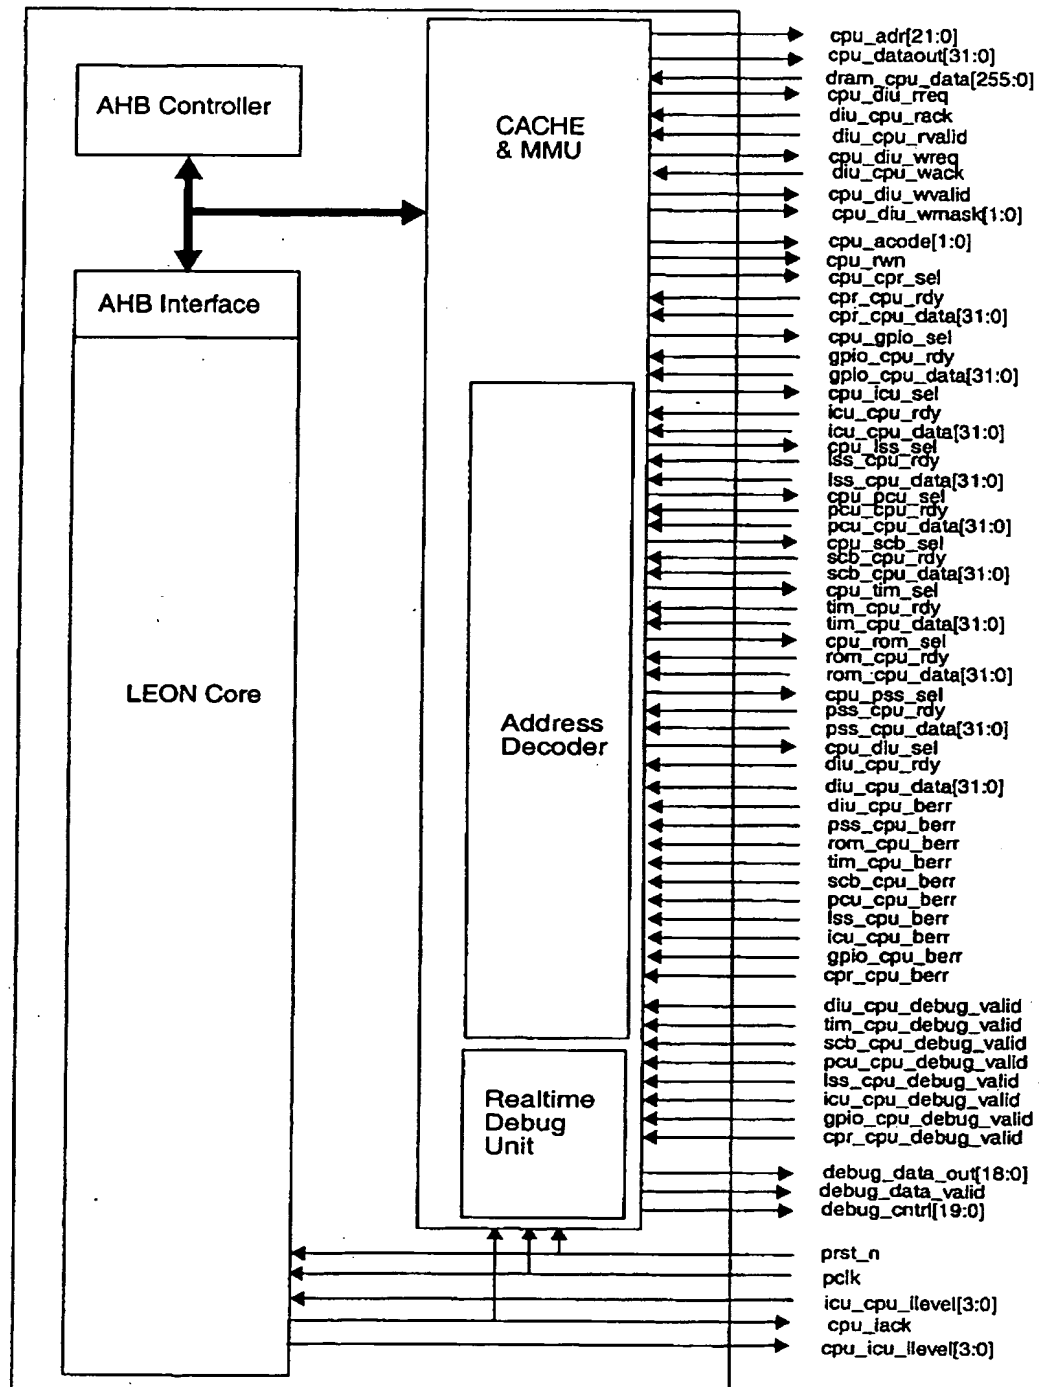 AHB Controller
CACHE
& MMU
AHB Interface
LEON Core
Address
Decoder
Realtime
Debug
Unit
cpu_adr[21:0]
cpu_dataout[31:0]
dram_cpu_data[255:0]
cpu_diu_rreq
diu_cpu_rack
diu_cpu_rvalid
cpu_diu_wreq
diu_cpu_wack
cpu_diu_wvalid
cpu_diu_wmask[1:0]
cpu_acode[1:0]
cpu_rwn
cpu_cpr_sel
cpr_cpu_rdy
cpr_cpu_data[31:0]
cpu_gpio_sel
gpio_cpu_rdy
gpio_cpu_data[31:0]
cpu_icu_sel
icu_cpu_rdy
icu_cpu_data[31:0]
cpu_lss_sel
lss_cpu_rdy
lss_cpu_data[31:0]
cpu_pcu_sel
pcu_cpu_rdy
pcu_cpu_data[31:0]
cpu_scb_sel
scb_cpu_rdy
scb_cpu_data[31:0]
cpu_tim_sel
tim_cpu_rdy
tim_cpu_data[31:0]
cpu_rom_sel
rom_cpu_rdy
rom_cpu_data[31:0]
cpu_pss_sel
pss_cpu_rdy
pss_cpu_data[31:0]
cpu_diu_sel
diu_cpu_rdy
diu_cpu_data[31:0]
diu_cpu_berr
pss_cpu_berr
rom_cpu_berr
tim_cpu_berr
scb_cpu_berr
pcu_cpu_berr
lss_cpu_berr
icu_cpu_berr
gpio_cpu_berr
cpr_cpu_berr
diu_cpu_debug_valid
tim_cpu_debug_valid
scb_cpu_debug_valid
pcu_cpu_debug_valid
lss_cpu_debug_valid
icu_cpu_debug_valid
gpio_cpu_debug_valid
cpr_cpu_debug_valid
debug_data_out[18:0]
debug_data_valid
debug_cntrl[19:0]
prst_n
pclk
icu_cpu_ilevel[3:0]
cpu_iack
cpu_icu_ilevel[3:0]